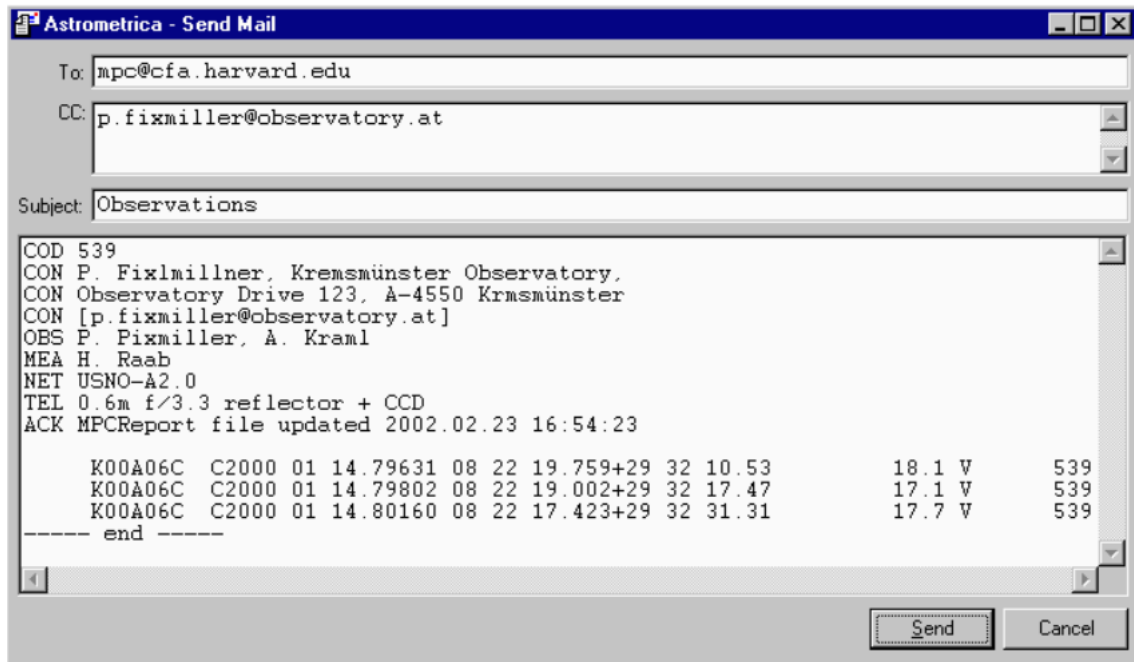 Astrometrica - Send Mail
To: mpc@cfa.harvard.edu
CC: p.fixmiller@observatory.at
Subject: Observations
COD 539
CON P. Fixlmillner, Kremsmünster Observatory,
CON Observatory Drive 123, A-4550 Krmsmünster
CON [p.fixmiller@observatory.at]
OBS P. Pixmiller, A. Kraml
MEA H. Raab
NET USNO-A2.0
TEL 0.6m f/3.3 reflector + CCD
ACK MPCReport file updated 2002.02.23 16:54:23
K00A06C C2000 01 14.79631 08 22 19.759+29 32 10.53 18.1 V 539
K00A06C C2000 01 14.79802 08 22 19.002+29 32 17.47 17.1 V 539
K00A06C C2000 01 14.80160 08 22 17.423+29 32 31.31 17.7 V 539
----- end -----
Send Cancel